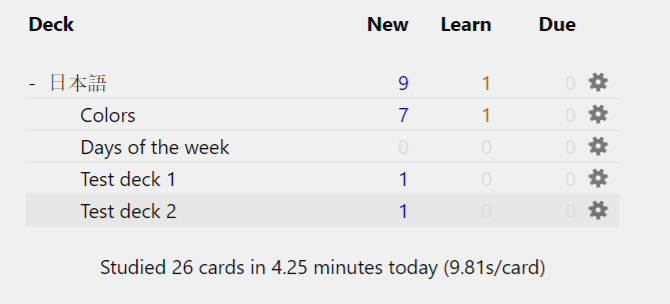 Deck New Learn Due
- 日本語 9 1 0
Colors 7 1 0
Days of the week 0 0 0
Test deck 1 1 0 0
Test deck 2 1 0 0
Studied 26 cards in 4.25 minutes today (9.81s/card)